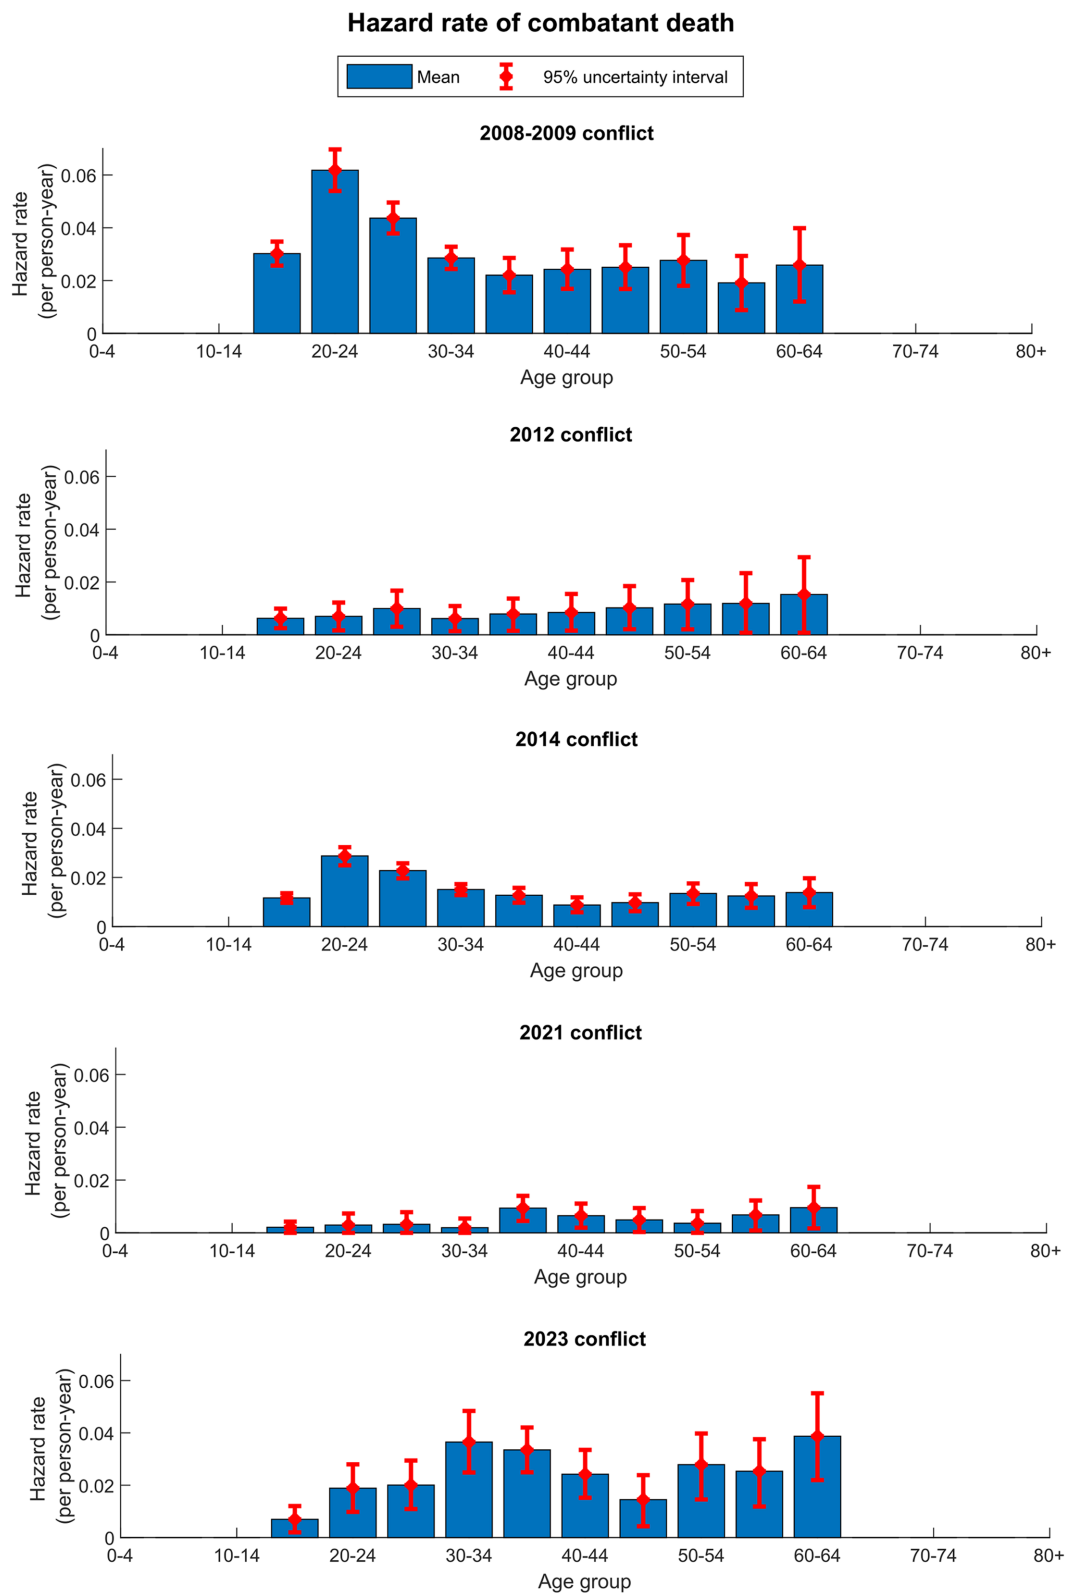 Hazard rate of combatant death
Mean 95% uncertainty interval
2008-2009 conflict
Hazard rate
(per person-year)
0.06
0.04
0.02
0
0-4 10-14 20-24 30-34 40-44 50-54 60-64 70-74 80+
Age group
2012 conflict
Hazard rate
(per person-year)
0.06
0.04
0.02
0
0-4 10-14 20-24 30-34 40-44 50-54 60-64 70-74 80+
Age group
2014 conflict
Hazard rate
(per person-year)
0.06
0.04
0.02
0
0-4 10-14 20-24 30-34 40-44 50-54 60-64 70-74 80+
Age group
2021 conflict
Hazard rate
(per person-year)
0.06
0.04
0.02
0
0-4 10-14 20-24 30-34 40-44 50-54 60-64 70-74 80+
Age group
2023 conflict
Hazard rate
(per person-year)
0.06
0.04
0.02
0
0-4 10-14 20-24 30-34 40-44 50-54 60-64 70-74 80+
Age group